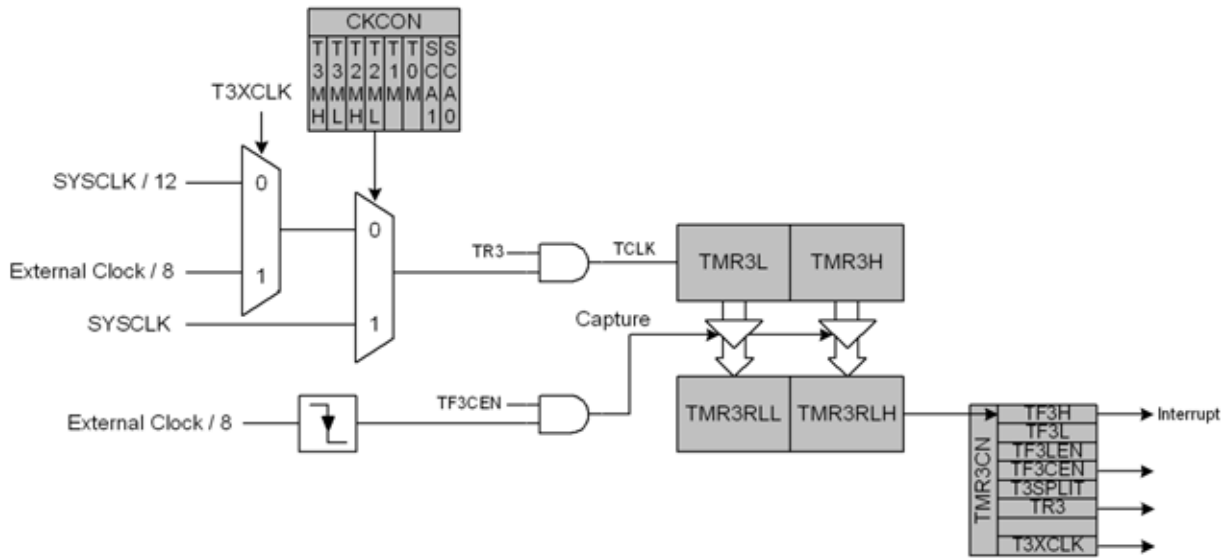 CKCON
T3MH T3ML T2MH T2ML T1M T0M SCA1 SCA0
T3XCLK
SYSCLK / 12
0
0
External Clock / 8
1
TR3
TCLK
TMR3L TMR3H
SYSCLK
1
Capture
External Clock / 8
TF3CEN
TMR3RLL TMR3RLH
TMR3CN
TF3H
Interrupt
TF3L
TF3LEN
TF3CEN
T3SPLIT
TR3
T3XCLK